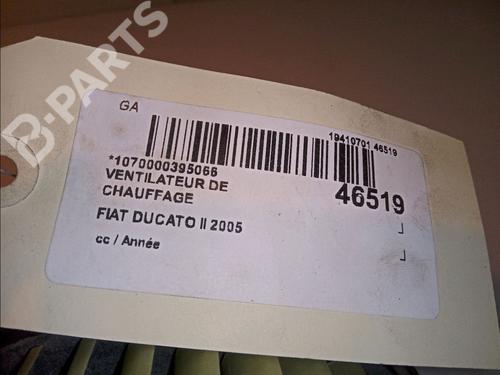 B-PARTS
GA
19410701 46519
*1070000395066
46519
VENTILATEUR DE
CHAUFFAGE
FIAT DUCATO II 2005
cc / Année